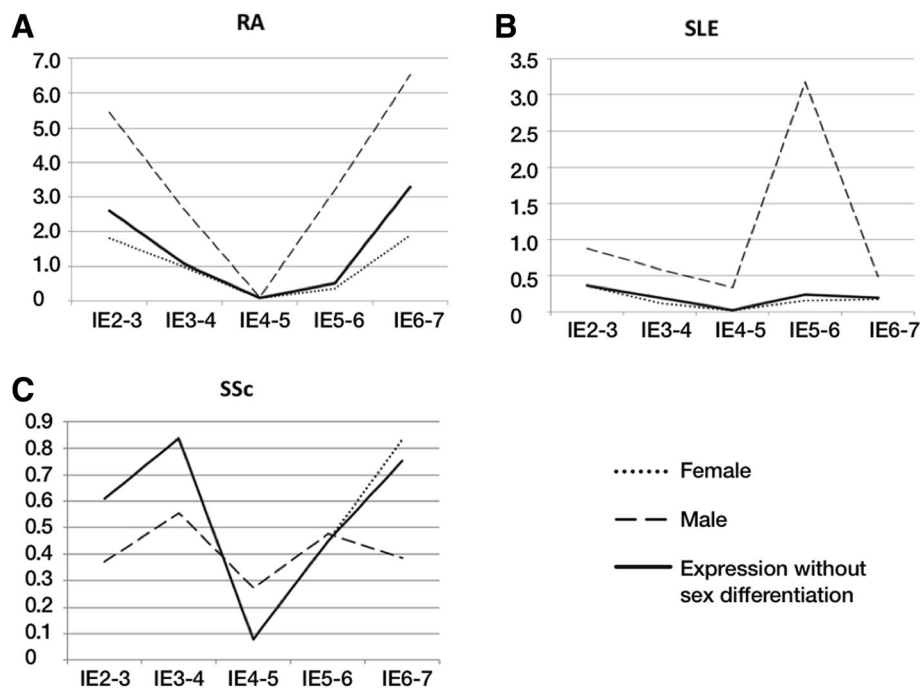 A
RA
7.0
6.0
5.0
4.0
3.0
2.0
1.0
0
IE2-3 IE3-4 IE4-5 IE5-6 IE6-7
B
SLE
3.5
3.0
2.5
2.0
1.5
1.0
0.5
0
IE2-3 IE3-4 IE4-5 IE5-6 IE6-7
C
SSc
0.9
0.8
0.7
0.6
0.5
0.4
0.3
0.2
0.1
0
IE2-3 IE3-4 IE4-5 IE5-6 IE6-7
Female
Male
Expression without
sex differentiation